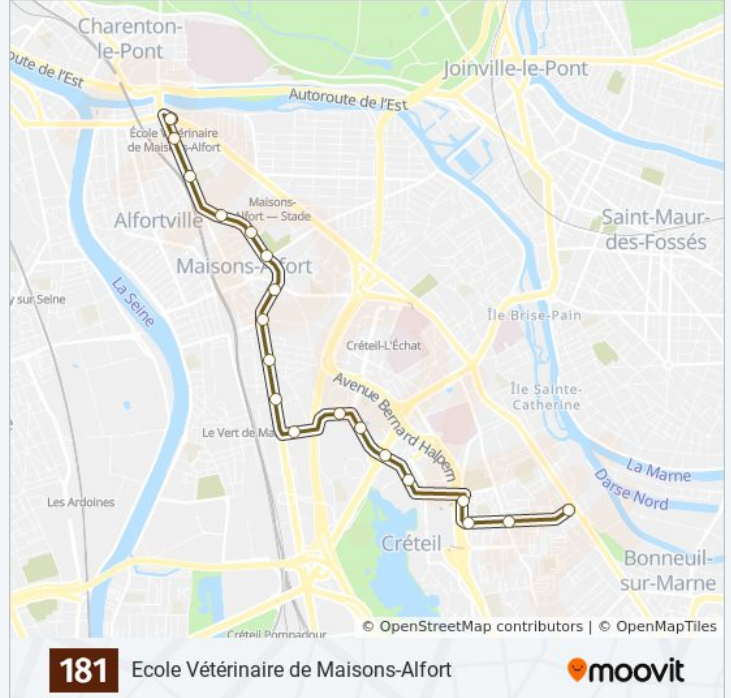 Charenton-
le-Pont
oute de l'Est
Autoroute de l'Est
Joinville-le-Pont
École Vétérinaire
de Maisons-Alfort
Maisons-
Alfort — Stade
Alfortville
Saint-Maur-
des-Fossés
Maisons-Alfort
La Seine
y sur Seine
Île Brise-Pain
Créteil-L'Échat
Avenue Bernard Halpern
Île Sainte-
Catherine
Le Vert de Ma
La Marne
Darse Nord
Les Ardoines
Créteil
Bonneuil-
sur-Marne
Créteil Pompadour
© OpenStreetMap contributors | © OpenMapTiles
181 Ecole Vétérinaire de Maisons-Alfort
moovit